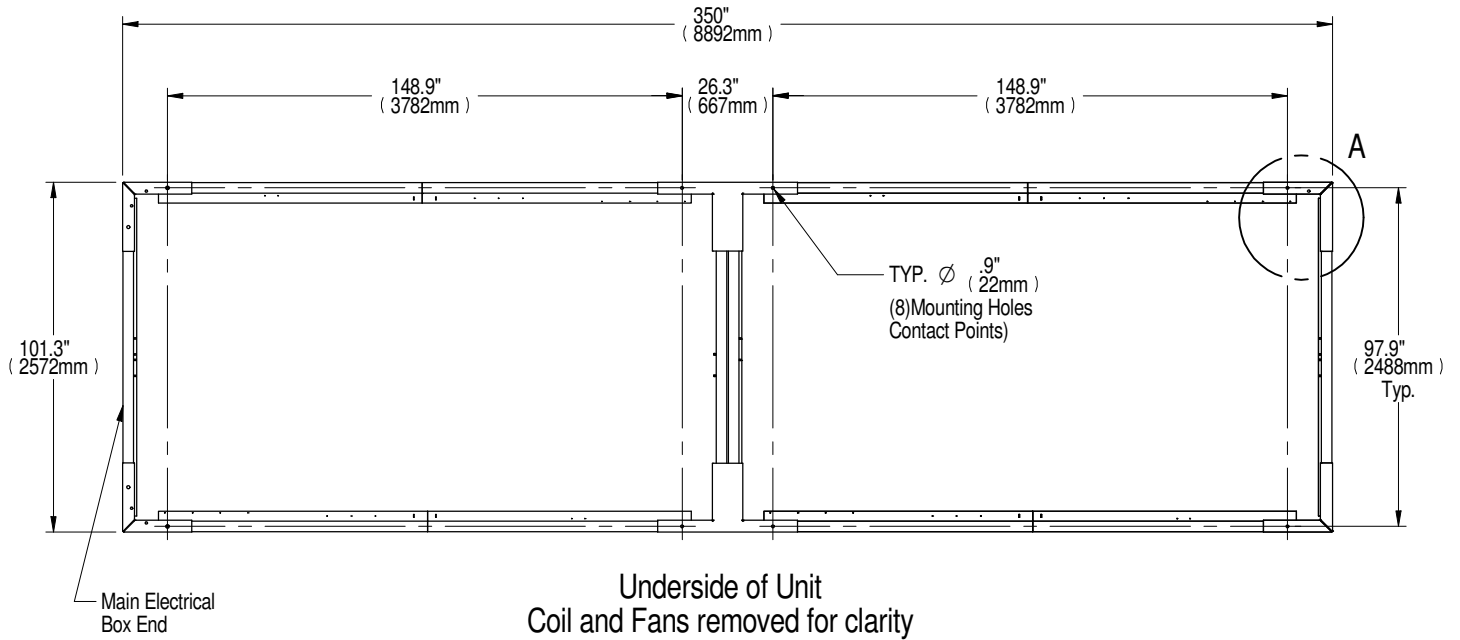 350"
( 8892mm )
148.9"
( 3782mm )
26.3"
( 667mm )
148.9"
( 3782mm )
A
TYP. Ø .9"
( 22mm )
(8)Mounting Holes
Contact Points)
101.3"
( 2572mm )
97.9"
( 2488mm )
Typ.
Main Electrical
Box End
Underside of Unit
Coil and Fans removed for clarity